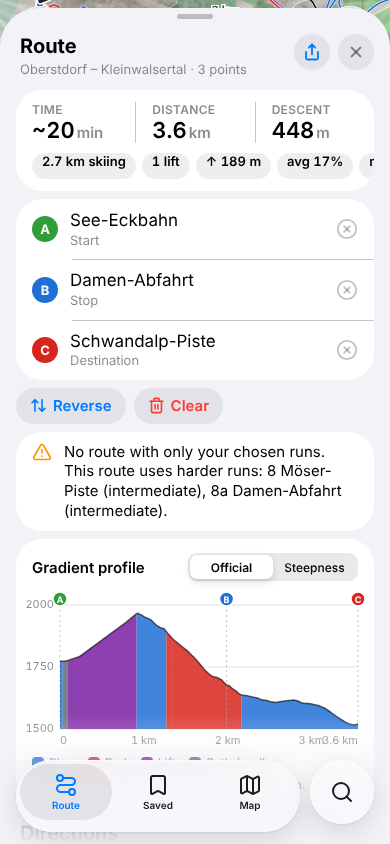 Route
Oberstdorf – Kleinwalsertal · 3 points
TIME DISTANCE DESCENT
~20 min 3.6 km 448 m
2.7 km skiing 1 lift ↑ 189 m avg 17%
A See-Eckbahn
Start
B Damen-Abfahrt
Stop
C Schwandalp-Piste
Destination
Reverse Clear
No route with only your chosen runs.
This route uses harder runs: 8 Möser-
Piste (intermediate), 8a Damen-Abfahrt
(intermediate).
Gradient profile Official Steepness
A B C
2000
1750
1500
0 1 km 2 km 3 km 3.6 km
Route Saved Map
Directions